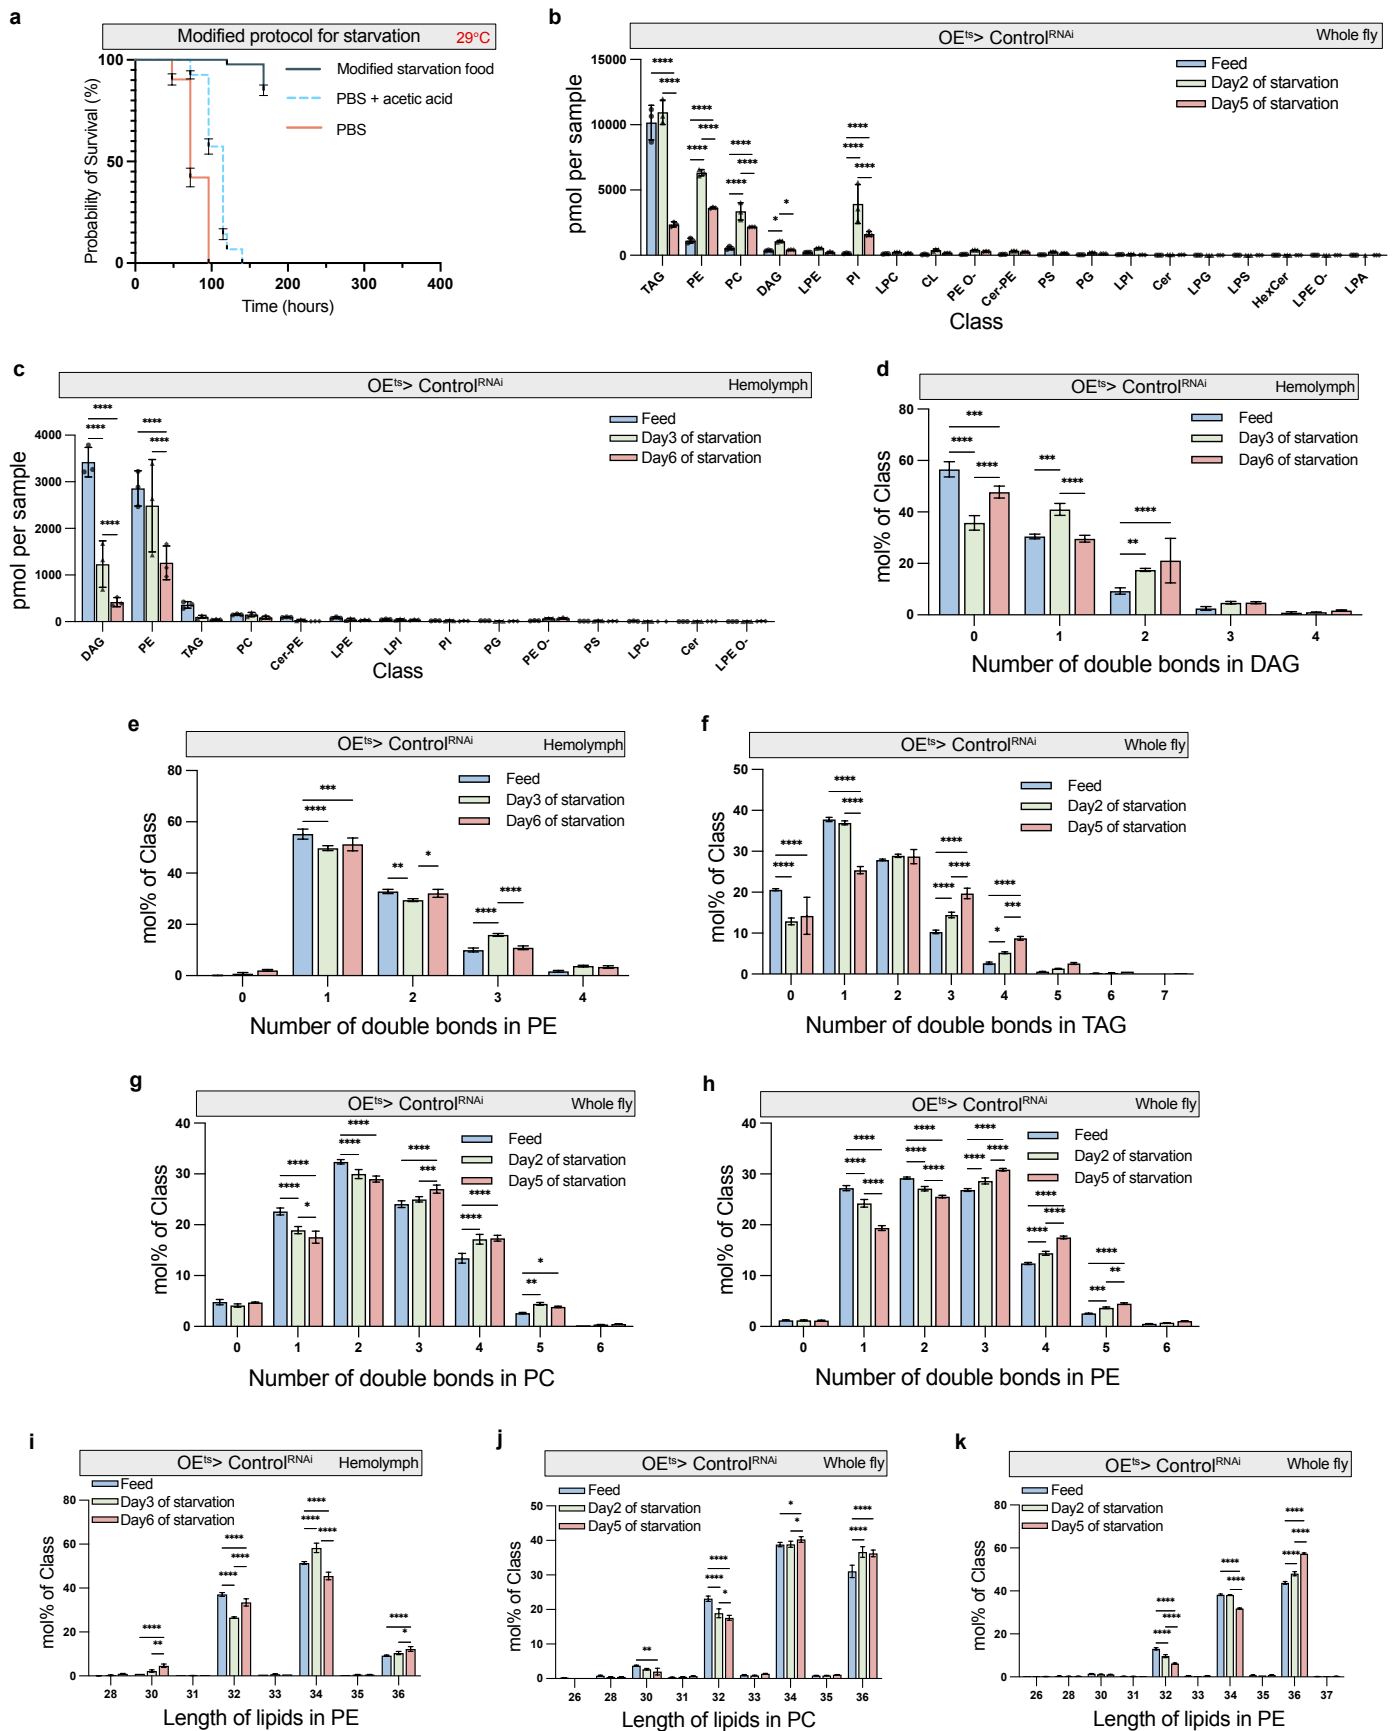 a
Modified protocol for starvation 29°C
Probability of Survival (%)
100
50
0
0 100 200 300 400
Time (hours)
Modified starvation food
PBS + acetic acid
PBS
b
OEts> ControlRNAi Whole fly
pmol per sample
15000
10000
5000
0
Feed
Day2 of starvation
Day5 of starvation
**** **** **** **** **** **** **** **** * * **** **** ****
TAG PE PC DAG LPE PI LPC CL PE O- Cer-PE PS PG LPI Cer LPG LPS HexCer LPE O- LPA
Class
c
OEts> ControlRNAi Hemolymph
pmol per sample
4000
3000
2000
1000
0
Feed
Day3 of starvation
Day6 of starvation
**** **** **** **** ****
DAG PE TAG PC Cer-PE LPE LPI PI PG PE O- PS LPC Cer LPE O-
Class
d
OEts> ControlRNAi Hemolymph
mol% of Class
80
60
40
20
0
Feed
Day3 of starvation
Day6 of starvation
*** **** **** *** **** **** **
0 1 2 3 4
Number of double bonds in DAG
e
OEts> ControlRNAi Hemolymph
mol% of Class
80
60
40
20
0
Feed
Day3 of starvation
Day6 of starvation
*** **** ** * **** ****
0 1 2 3 4
Number of double bonds in PE
f
OEts> ControlRNAi Whole fly
mol% of Class
50
40
30
20
10
0
Feed
Day2 of starvation
Day5 of starvation
**** **** **** **** **** **** **** **** *** *
0 1 2 3 4 5 6 7
Number of double bonds in TAG
g
OEts> ControlRNAi Whole fly
mol% of Class
40
30
20
10
0
Feed
Day2 of starvation
Day5 of starvation
**** **** * **** **** **** *** **** **** * **
0 1 2 3 4 5 6
Number of double bonds in PC
h
OEts> ControlRNAi Whole fly
mol% of Class
40
30
20
10
0
Feed
Day2 of starvation
Day5 of starvation
**** **** **** **** **** **** **** **** **** **** **** **** **** ** ***
0 1 2 3 4 5 6
Number of double bonds in PE
i
OEts> ControlRNAi Hemolymph
mol% of Class
80
60
40
20
0
Feed
Day3 of starvation
Day6 of starvation
**** ** **** **** **** **** **** **** **** *
28 30 31 32 33 34 35 36
Length of lipids in PE
j
OEts> ControlRNAi Whole fly
mol% of Class
50
40
30
20
10
0
Feed
Day2 of starvation
Day5 of starvation
** **** **** * * * **** ****
26 28 30 31 32 33 34 35 36
Length of lipids in PC
k
OEts> ControlRNAi Whole fly
mol% of Class
80
60
40
20
0
Feed
Day2 of starvation
Day5 of starvation
**** **** **** **** **** **** **** ****
26 28 30 31 32 33 34 35 36 37
Length of lipids in PE